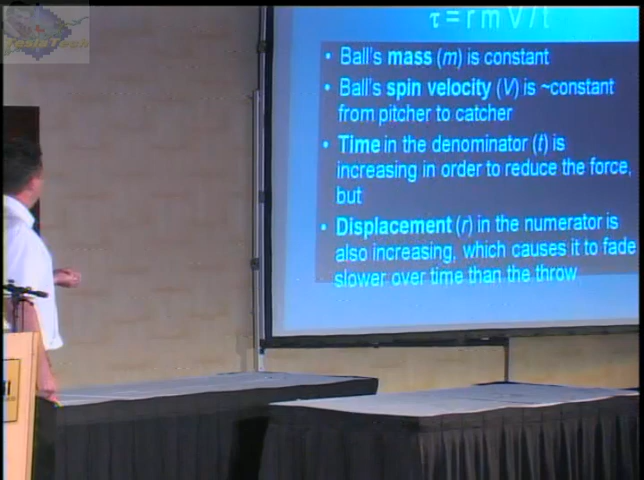 TeslaTech
τ = r m V / t
• Ball's mass (m) is constant
• Ball's spin velocity (V) is ~constant
from pitcher to catcher
• Time in the denominator (t) is
increasing in order to reduce the force,
but
• Displacement (r) in the numerator is
also increasing, which causes it to fade
slower over time than the throw